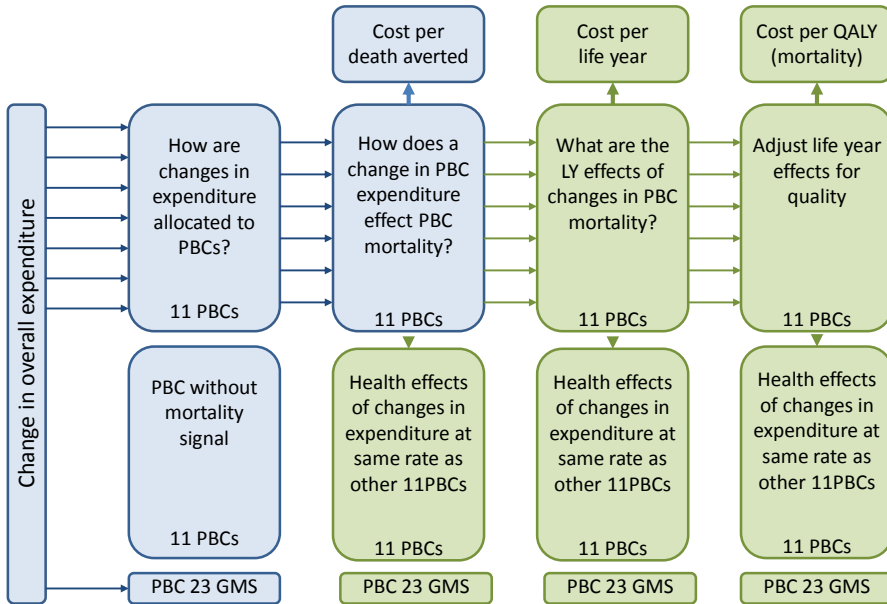 Cost per
death averted
Cost per
life year
Cost per QALY
(mortality)
Change in overall expenditure
How are
changes in
expenditure
allocated to
PBCs?
11 PBCs
How does a
change in PBC
expenditure
effect PBC
mortality?
11 PBCs
What are the
LY effects of
changes in PBC
mortality?
11 PBCs
Adjust life year
effects for
quality
11 PBCs
PBC without
mortality
signal
11 PBCs
Health effects
of changes in
expenditure at
same rate as
other 11PBCs
11 PBCs
Health effects
of changes in
expenditure at
same rate as
other 11PBCs
11 PBCs
Health effects
of changes in
expenditure at
same rate as
other 11PBCs
11 PBCs
PBC 23 GMS
PBC 23 GMS
PBC 23 GMS
PBC 23 GMS